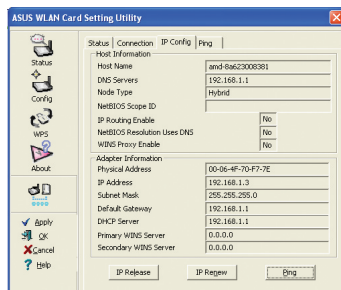 ASUS WLAN Card Setting Utility
Status
Config
WPS
About
Apply
OK
Cancel
Help
Status Connection IP Config Ping
Host Information
Host Name amd-8a623008381
DNS Servers 192.168.1.1
Node Type Hybrid
NetBIOS Scope ID
IP Routing Enable No
NetBIOS Resolution Uses DNS No
WINS Proxy Enable No
Adapter Information
Physical Address 00-06-4F-70-F7-7E
IP Address 192.168.1.3
Subnet Mask 255.255.255.0
Default Gateway 192.168.1.1
DHCP Server 192.168.1.1
Primary WINS Server 0.0.0.0
Secondary WINS Server 0.0.0.0
IP Release IP Renew Ping